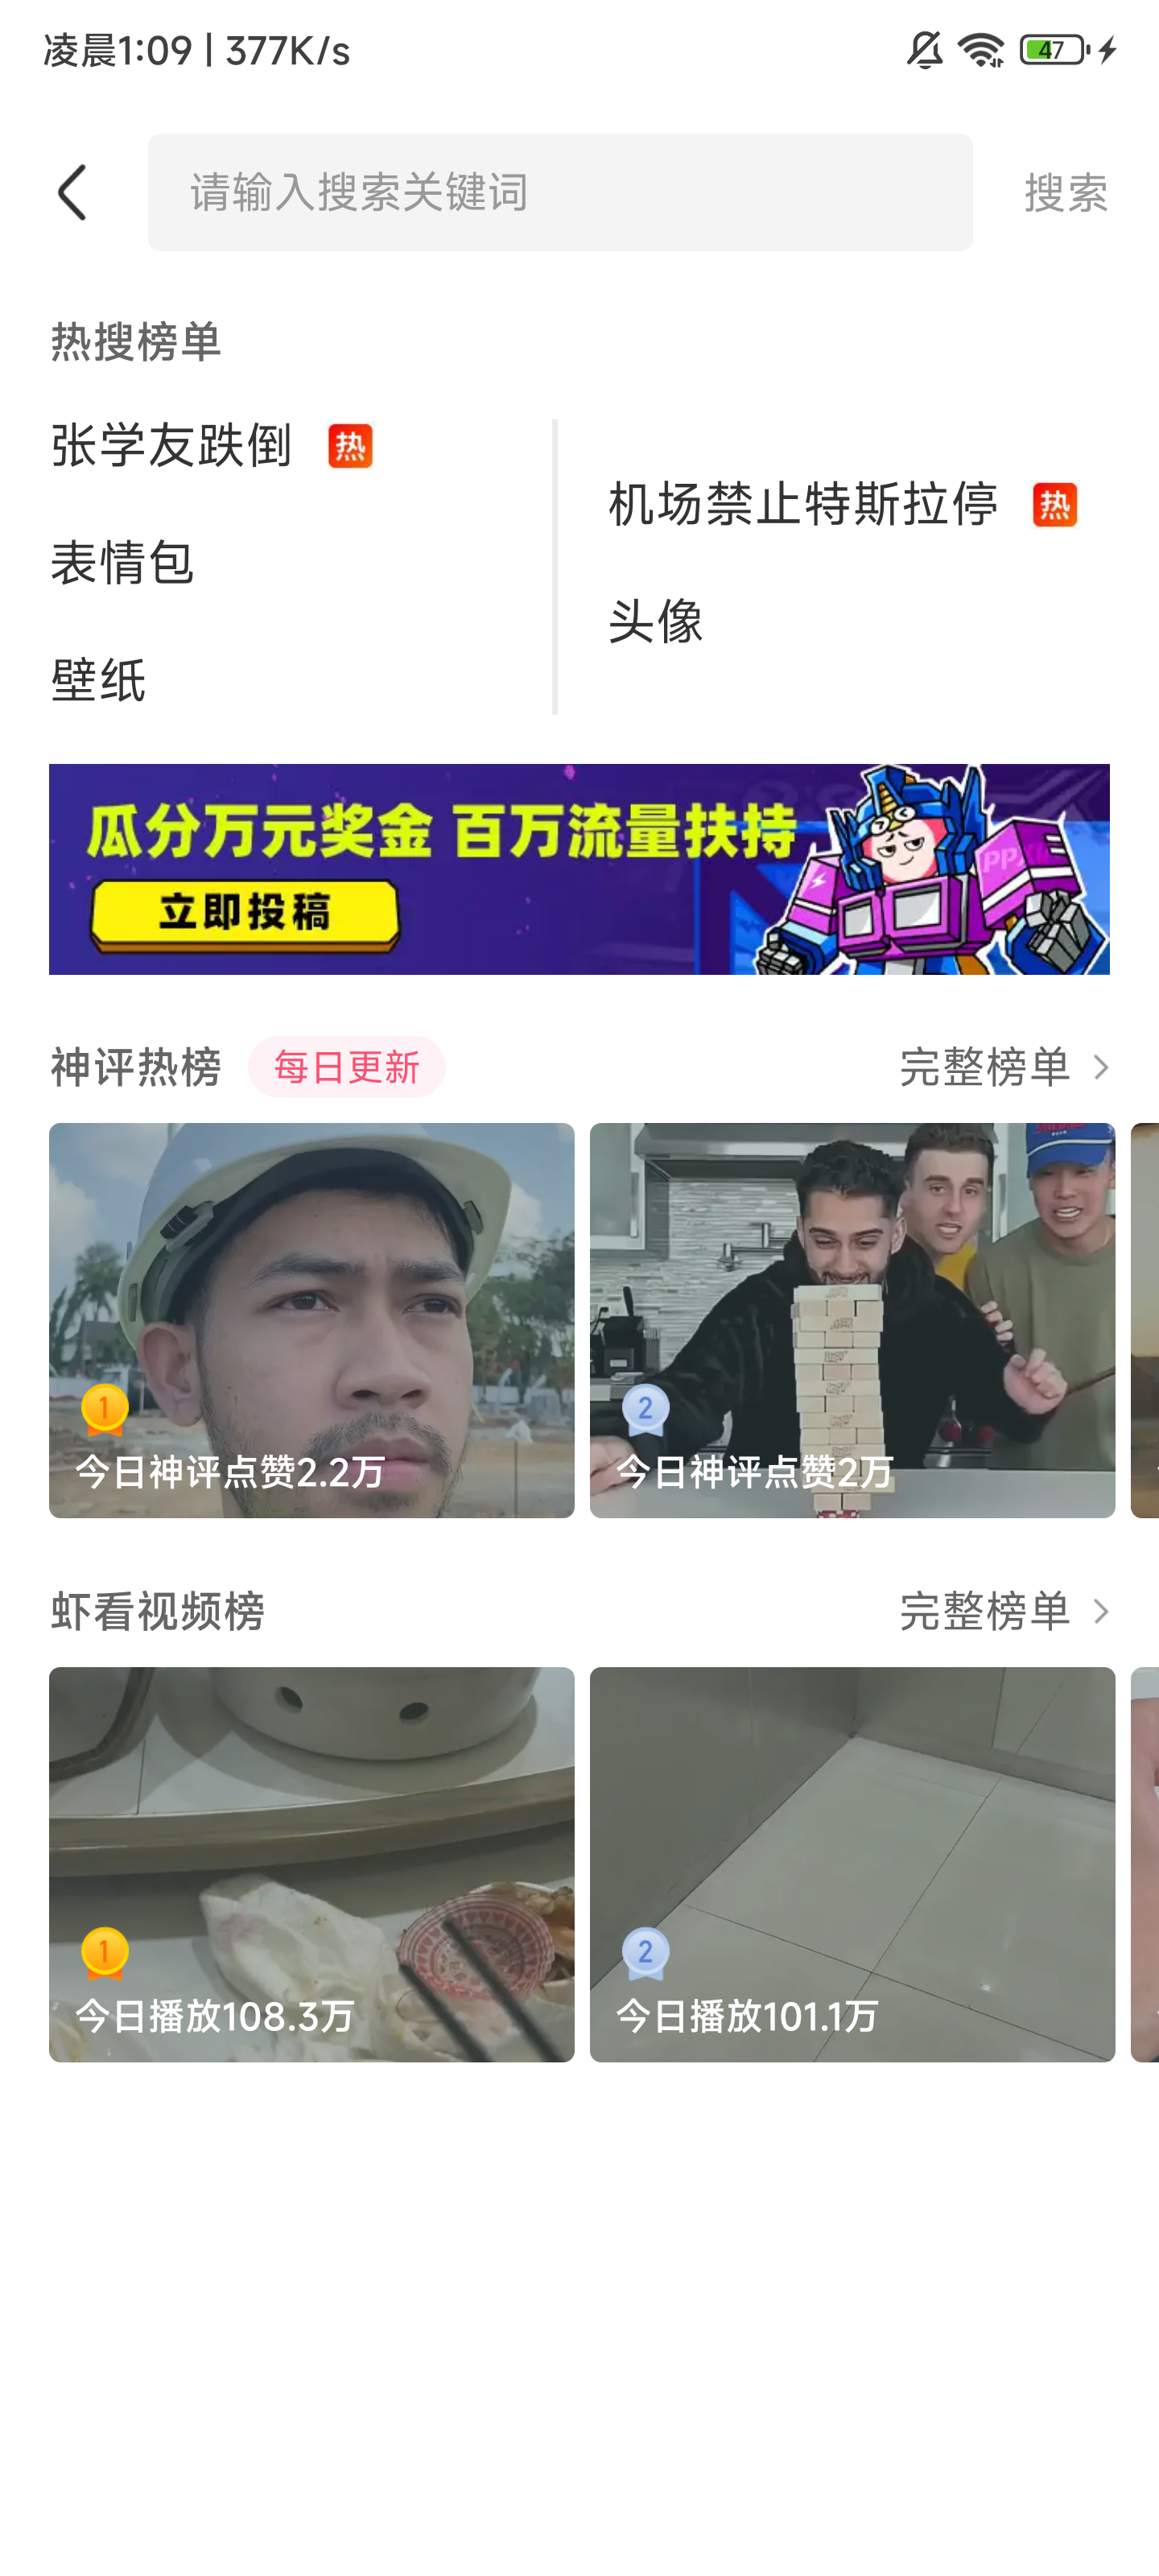 凌晨1:09 | 377K/s
47
请输入搜索关键词
搜索
热搜榜单
张学友跌倒 热
机场禁止特斯拉停 热
表情包
头像
壁纸
瓜分万元奖金 百万流量扶持
立即投稿
神评热榜 每日更新 完整榜单
1
今日神评点赞2.2万
2
今日神评点赞2万
虾看视频榜 完整榜单
1
今日播放108.3万
2
今日播放101.1万